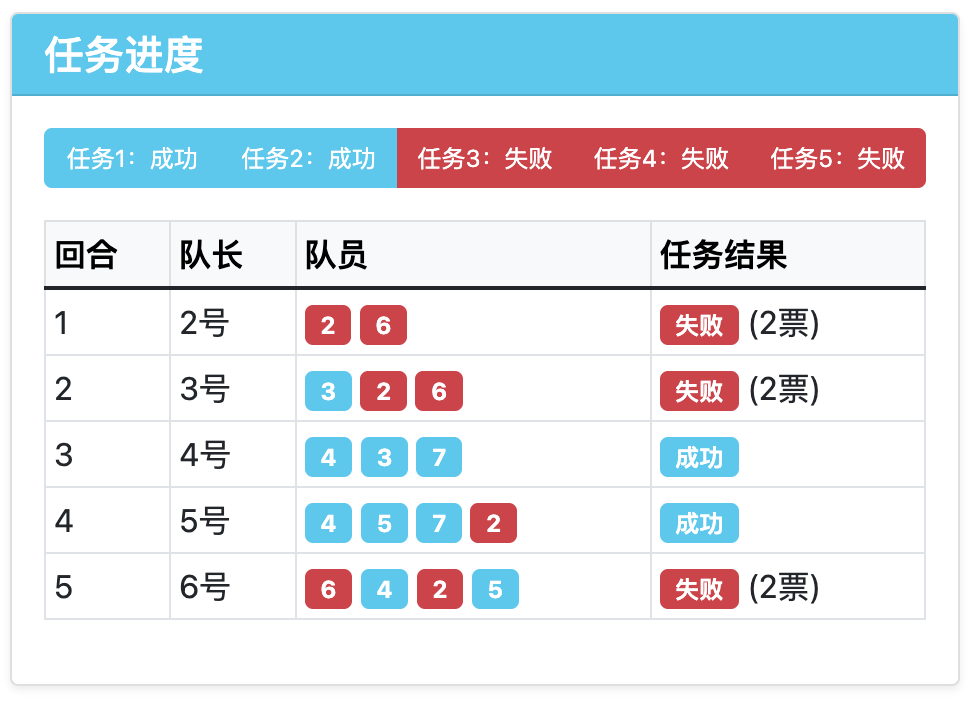 任务进度
任务1：成功 任务2：成功 任务3：失败 任务4：失败 任务5：失败
回合 队长 队员 任务结果
1 2号 2 6 失败 (2票)
2 3号 3 2 6 失败 (2票)
3 4号 4 3 7 成功
4 5号 4 5 7 2 成功
5 6号 6 4 2 5 失败 (2票)